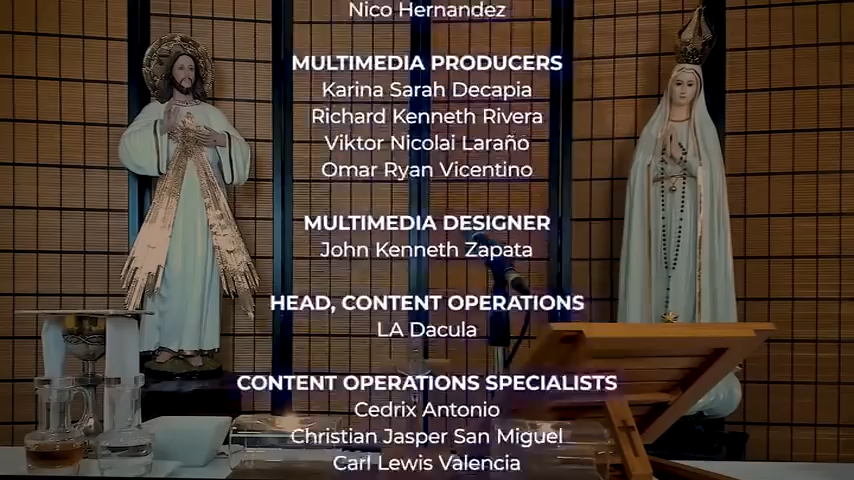 Nico Hernandez
MULTIMEDIA PRODUCERS
Karina Sarah Decapia
Richard Kenneth Rivera
Viktor Nicolai Laraño
Omar Ryan Vicentino
MULTIMEDIA DESIGNER
John Kenneth Zapata
HEAD, CONTENT OPERATIONS
LA Dacula
CONTENT OPERATIONS SPECIALISTS
Cedrix Antonio
Christian Jasper San Miguel
Carl Lewis Valencia